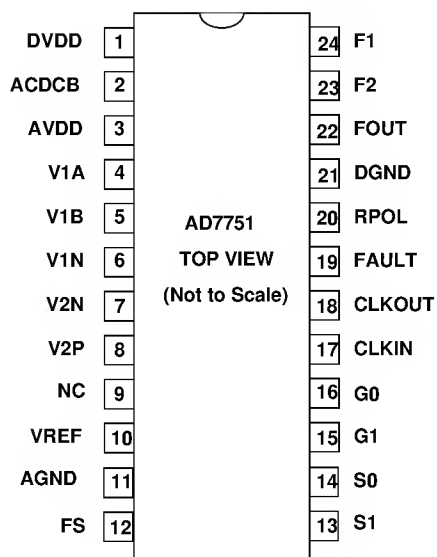 DVDD 1 24 F1
ACDCB 2 23 F2
AVDD 3 22 FOUT
V1A 4 21 DGND
V1B 5 20 RPOL
AD7751
V1N 6 19 FAULT
TOP VIEW
V2N 7 18 CLKOUT
(Not to Scale)
V2P 8 17 CLKIN
NC 9 16 G0
VREF 10 15 G1
AGND 11 14 S0
FS 12 13 S1